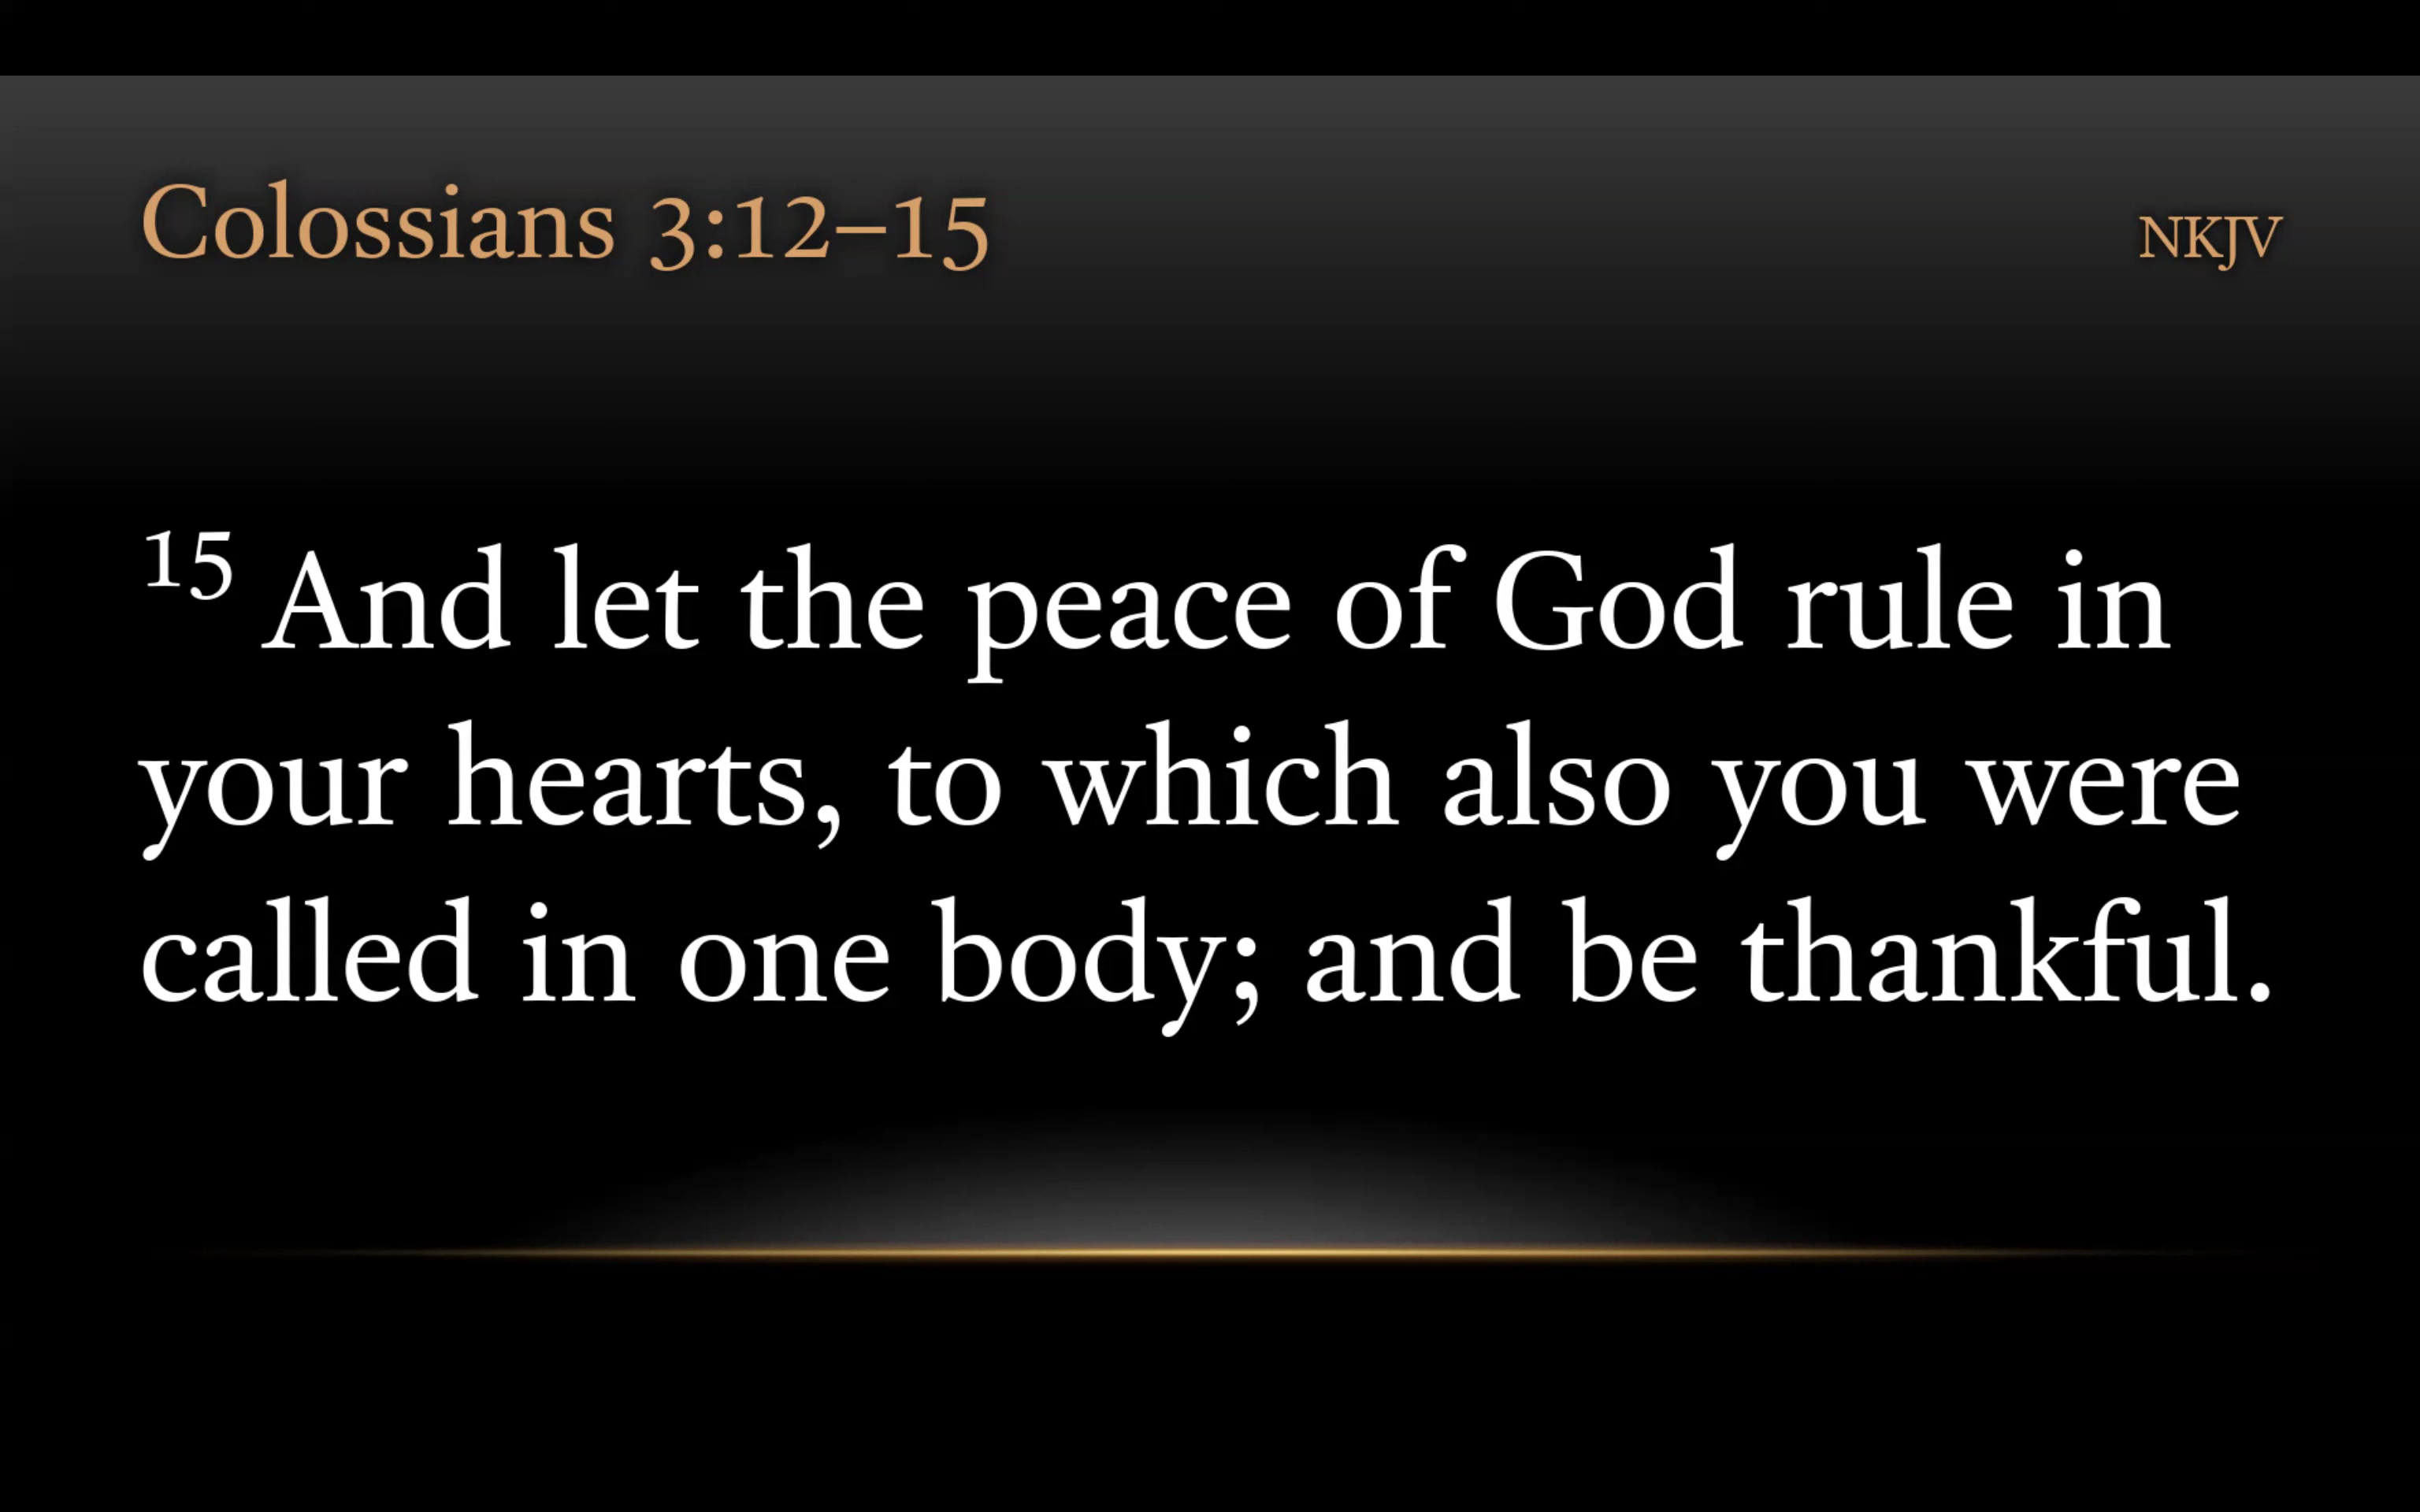 Colossians 3:12–15
NKJV
15 And let the peace of God rule in
your hearts, to which also you were
called in one body; and be thankful.